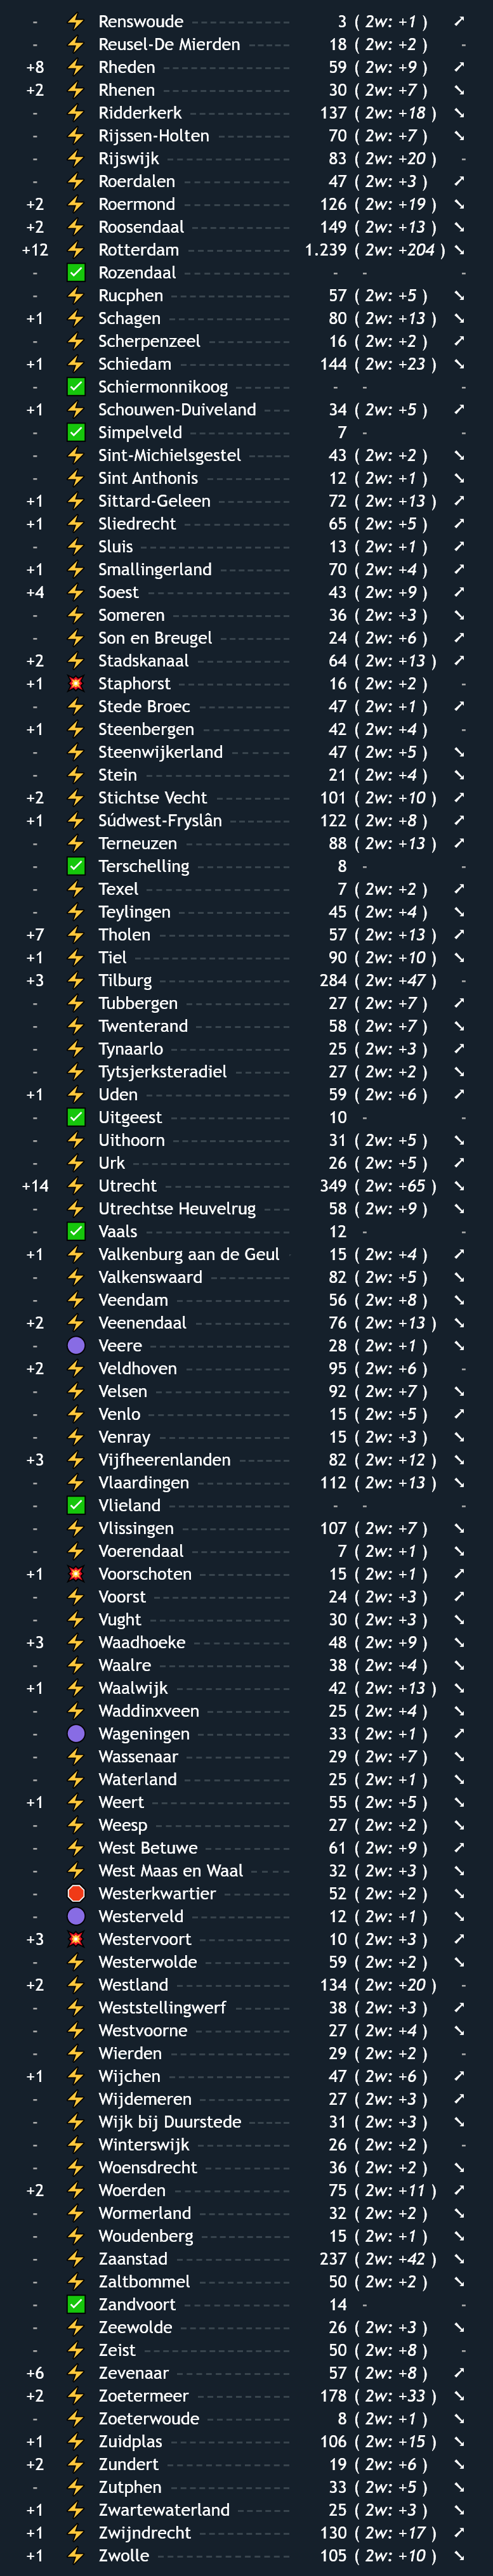 - ⚡ Renswoude 3 ( 2w: +1 ) ↗
- ⚡ Reusel-De Mierden 18 ( 2w: +2 ) -
+8 ⚡ Rheden 59 ( 2w: +9 ) ↗
+2 ⚡ Rhenen 30 ( 2w: +7 ) ↘
- ⚡ Ridderkerk 137 ( 2w: +18 ) ↘
- ⚡ Rijssen-Holten 70 ( 2w: +7 ) ↘
- ⚡ Rijswijk 83 ( 2w: +20 ) -
- ⚡ Roerdalen 47 ( 2w: +3 ) ↗
+2 ⚡ Roermond 126 ( 2w: +19 ) ↘
+2 ⚡ Roosendaal 149 ( 2w: +13 ) ↘
+12 ⚡ Rotterdam 1.239 ( 2w: +204 ) ↘
- ✅ Rozendaal - - -
- ⚡ Rucphen 57 ( 2w: +5 ) ↘
+1 ⚡ Schagen 80 ( 2w: +13 ) ↘
- ⚡ Scherpenzeel 16 ( 2w: +2 ) ↗
+1 ⚡ Schiedam 144 ( 2w: +23 ) ↘
- ✅ Schiermonnikoog - - -
+1 ⚡ Schouwen-Duiveland 34 ( 2w: +5 ) ↗
- ✅ Simpelveld 7 - -
- ⚡ Sint-Michielsgestel 43 ( 2w: +2 ) ↘
- ⚡ Sint Anthonis 12 ( 2w: +1 ) ↘
+1 ⚡ Sittard-Geleen 72 ( 2w: +13 ) ↗
+1 ⚡ Sliedrecht 65 ( 2w: +5 ) ↗
- ⚡ Sluis 13 ( 2w: +1 ) ↗
+1 ⚡ Smallingerland 70 ( 2w: +4 ) ↗
+4 ⚡ Soest 43 ( 2w: +9 ) ↗
- ⚡ Someren 36 ( 2w: +3 ) ↘
- ⚡ Son en Breugel 24 ( 2w: +6 ) ↗
+2 ⚡ Stadskanaal 64 ( 2w: +13 ) ↗
+1 💥 Staphorst 16 ( 2w: +2 ) -
- ⚡ Stede Broec 47 ( 2w: +1 ) ↗
+1 ⚡ Steenbergen 42 ( 2w: +4 ) -
- ⚡ Steenwijkerland 47 ( 2w: +5 ) ↘
- ⚡ Stein 21 ( 2w: +4 ) ↘
+2 ⚡ Stichtse Vecht 101 ( 2w: +10 ) ↗
+1 ⚡ Súdwest-Fryslân 122 ( 2w: +8 ) ↗
- ⚡ Terneuzen 88 ( 2w: +13 ) ↗
- ✅ Terschelling 8 - -
- ⚡ Texel 7 ( 2w: +2 ) ↗
- ⚡ Teylingen 45 ( 2w: +4 ) ↘
+7 ⚡ Tholen 57 ( 2w: +13 ) ↗
+1 ⚡ Tiel 90 ( 2w: +10 ) ↘
+3 ⚡ Tilburg 284 ( 2w: +47 ) -
- ⚡ Tubbergen 27 ( 2w: +7 ) ↗
- ⚡ Twenterand 58 ( 2w: +7 ) ↘
- ⚡ Tynaarlo 25 ( 2w: +3 ) ↗
- ⚡ Tytsjerksteradiel 27 ( 2w: +2 ) ↘
+1 ⚡ Uden 59 ( 2w: +6 ) ↗
- ✅ Uitgeest 10 - -
- ⚡ Uithoorn 31 ( 2w: +5 ) ↘
- ⚡ Urk 26 ( 2w: +5 ) ↗
+14 ⚡ Utrecht 349 ( 2w: +65 ) ↘
- ⚡ Utrechtse Heuvelrug 58 ( 2w: +9 ) ↘
- ✅ Vaals 12 - -
+1 ⚡ Valkenburg aan de Geul 15 ( 2w: +4 ) ↗
- ⚡ Valkenswaard 82 ( 2w: +5 ) ↘
- ⚡ Veendam 56 ( 2w: +8 ) ↘
+2 ⚡ Veenendaal 76 ( 2w: +13 ) ↘
- 🟣 Veere 28 ( 2w: +1 ) ↘
+2 ⚡ Veldhoven 95 ( 2w: +6 ) -
- ⚡ Velsen 92 ( 2w: +7 ) ↘
- ⚡ Venlo 15 ( 2w: +5 ) ↗
- ⚡ Venray 15 ( 2w: +3 ) ↘
+3 ⚡ Vijfheerenlanden 82 ( 2w: +12 ) ↘
- ⚡ Vlaardingen 112 ( 2w: +13 ) ↘
- ✅ Vlieland - - -
- ⚡ Vlissingen 107 ( 2w: +7 ) ↘
- ⚡ Voerendaal 7 ( 2w: +1 ) ↘
+1 💥 Voorschoten 15 ( 2w: +1 ) ↗
- ⚡ Voorst 24 ( 2w: +3 ) ↗
- ⚡ Vught 30 ( 2w: +3 ) ↘
+3 ⚡ Waadhoeke 48 ( 2w: +9 ) ↗
- ⚡ Waalre 38 ( 2w: +4 ) ↘
+1 ⚡ Waalwijk 42 ( 2w: +13 ) ↘
- ⚡ Waddinxveen 25 ( 2w: +4 ) ↘
- 🟣 Wageningen 33 ( 2w: +1 ) ↗
- ⚡ Wassenaar 29 ( 2w: +7 ) ↘
- ⚡ Waterland 25 ( 2w: +1 ) ↘
+1 ⚡ Weert 55 ( 2w: +5 ) ↘
- ⚡ Weesp 27 ( 2w: +2 ) ↘
- ⚡ West Betuwe 61 ( 2w: +9 ) ↗
- ⚡ West Maas en Waal 32 ( 2w: +3 ) ↘
- 🛑 Westerkwartier 52 ( 2w: +2 ) ↘
- 🟣 Westerveld 12 ( 2w: +1 ) ↘
+3 💥 Westervoort 10 ( 2w: +3 ) ↗
- ⚡ Westerwolde 59 ( 2w: +2 ) ↘
+2 ⚡ Westland 134 ( 2w: +20 ) -
- ⚡ Weststellingwerf 38 ( 2w: +3 ) ↗
- ⚡ Westvoorne 27 ( 2w: +4 ) ↘
- ⚡ Wierden 29 ( 2w: +2 ) -
+1 ⚡ Wijchen 47 ( 2w: +6 ) ↗
- ⚡ Wijdemeren 27 ( 2w: +3 ) ↗
- ⚡ Wijk bij Duurstede 31 ( 2w: +3 ) ↘
- ⚡ Winterswijk 26 ( 2w: +2 ) -
- ⚡ Woensdrecht 36 ( 2w: +2 ) ↘
+2 ⚡ Woerden 75 ( 2w: +11 ) ↗
- ⚡ Wormerland 32 ( 2w: +2 ) ↘
- ⚡ Woudenberg 15 ( 2w: +1 ) ↘
- ⚡ Zaanstad 237 ( 2w: +42 ) ↘
- ⚡ Zaltbommel 50 ( 2w: +2 ) ↘
- ✅ Zandvoort 14 - -
- ⚡ Zeewolde 26 ( 2w: +3 ) ↘
- ⚡ Zeist 50 ( 2w: +8 ) -
+6 ⚡ Zevenaar 57 ( 2w: +8 ) ↗
+2 ⚡ Zoetermeer 178 ( 2w: +33 ) ↘
- ⚡ Zoeterwoude 8 ( 2w: +1 ) ↘
+1 ⚡ Zuidplas 106 ( 2w: +15 ) ↘
+2 ⚡ Zundert 19 ( 2w: +6 ) ↘
- ⚡ Zutphen 33 ( 2w: +5 ) ↘
+1 ⚡ Zwartewaterland 25 ( 2w: +3 ) ↘
+1 ⚡ Zwijndrecht 130 ( 2w: +17 ) ↗
+1 ⚡ Zwolle 105 ( 2w: +10 ) ↘